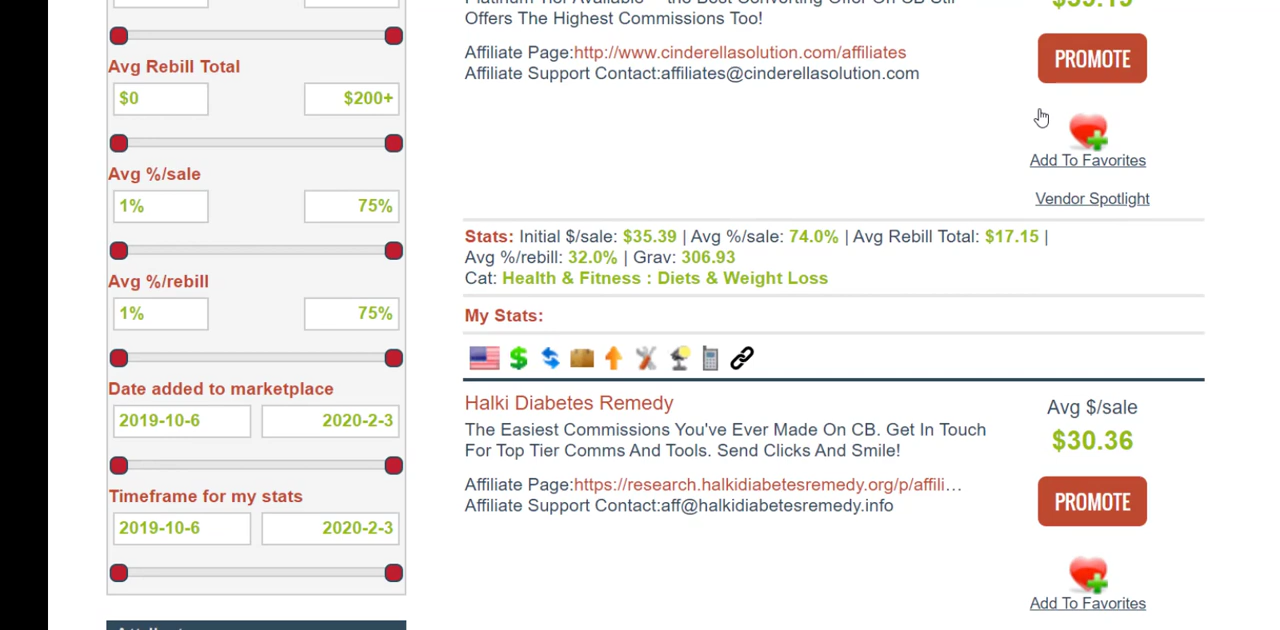 Avg Rebill Total
$0
$200+
Avg %/sale
1%
75%
Avg %/rebill
1%
75%
Date added to marketplace
2019-10-6
2020-2-3
Timeframe for my stats
2019-10-6
2020-2-3
Offers The Highest Commissions Too!
Affiliate Page:http://www.cinderellasolution.com/affiliates
Affiliate Support Contact:affiliates@cinderellasolution.com
PROMOTE
Add To Favorites
Vendor Spotlight
Stats: Initial $/sale: $35.39 | Avg %/sale: 74.0% | Avg Rebill Total: $17.15 |
Avg %/rebill: 32.0% | Grav: 306.93
Cat: Health & Fitness : Diets & Weight Loss
My Stats:
Halki Diabetes Remedy
The Easiest Commissions You've Ever Made On CB. Get In Touch
For Top Tier Comms And Tools. Send Clicks And Smile!
Affiliate Page:https://research.halkidiabetesremedy.org/p/affili…
Affiliate Support Contact:aff@halkidiabetesremedy.info
Avg $/sale
$30.36
PROMOTE
Add To Favorites